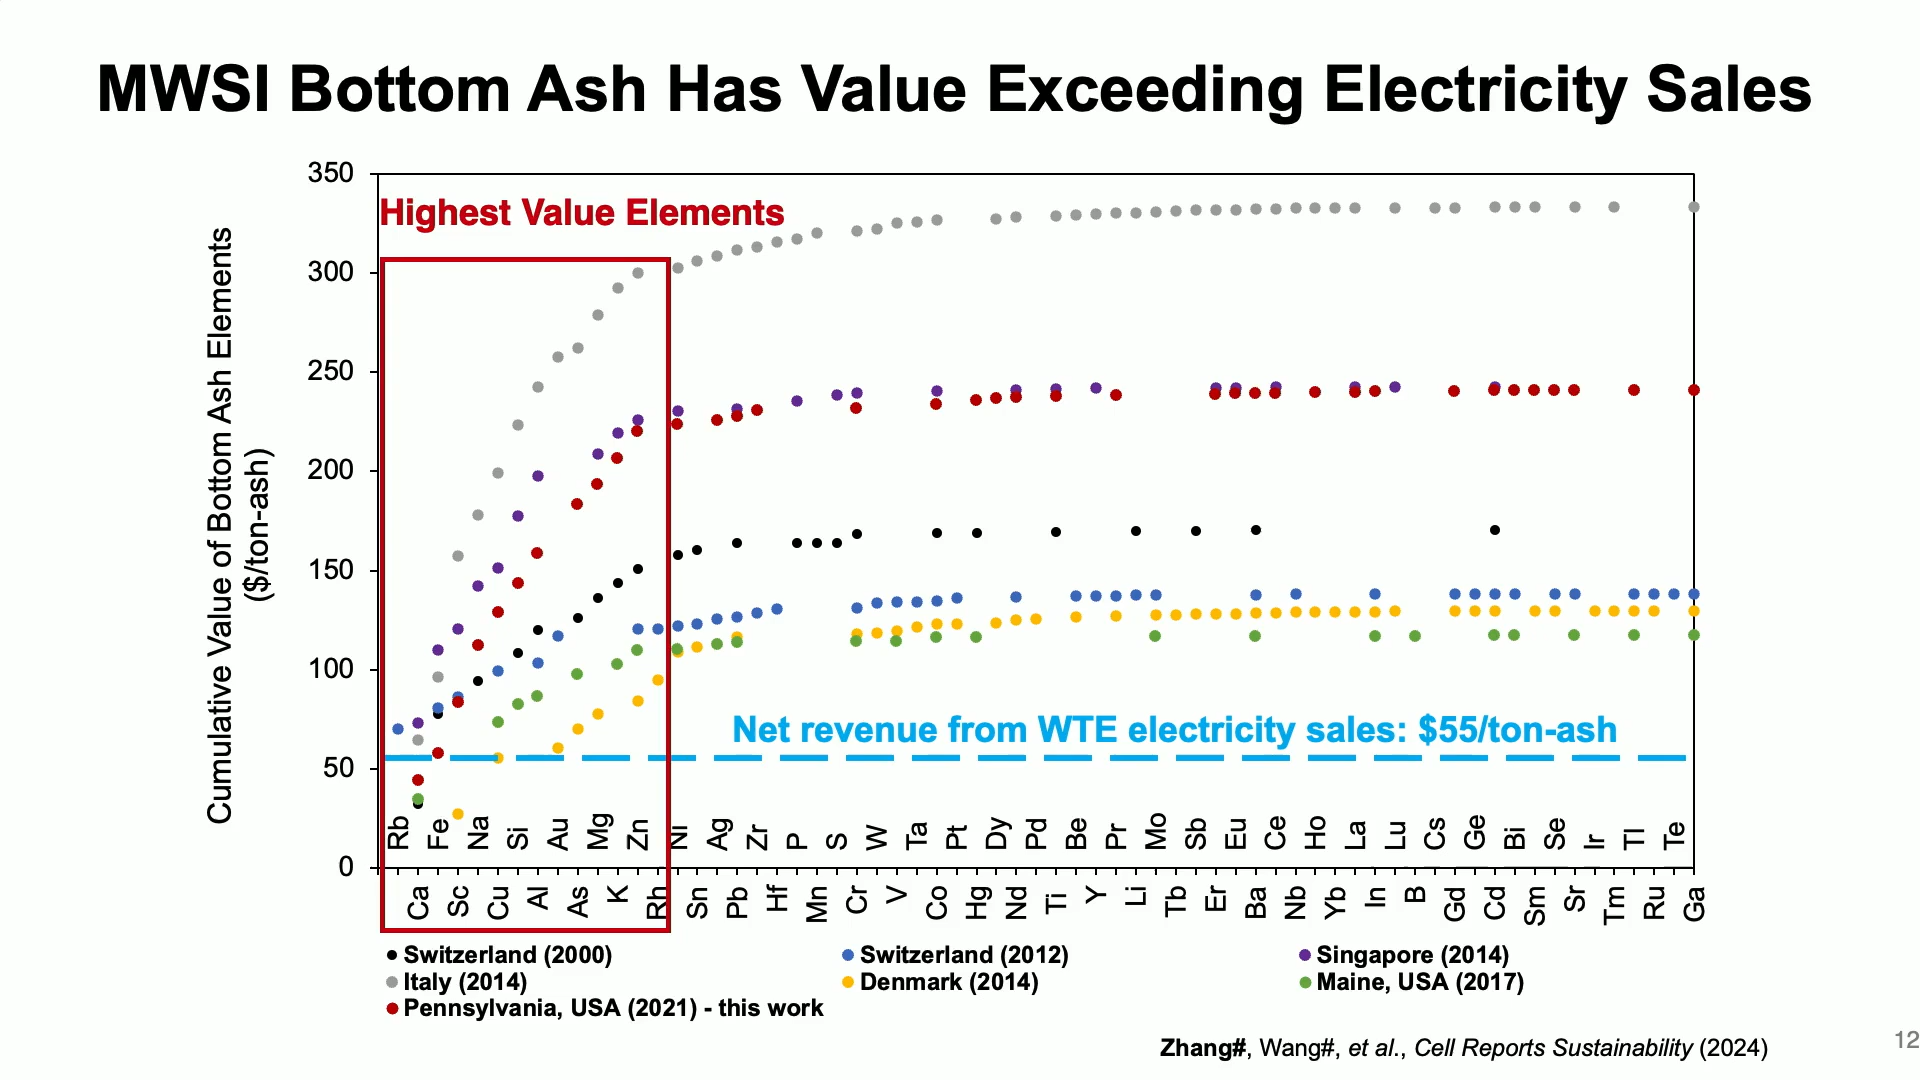 MWSI Bottom Ash Has Value Exceeding Electricity Sales
350
300
250
200
150
100
50
0
Cumulative Value of Bottom Ash Elements
($/ton-ash)
Highest Value Elements
Net revenue from WTE electricity sales: $55/ton-ash
Rb Fe Na Si Au Mg Zn Ni Ag Zr P S W Ta Pt Dy Pd Be Pr Mo Sb Eu Ce Ho La Lu Cs Ge Bi Se Ir Tl Te
Ca Sc Cu Al As K Rh Sn Pb Hf Mn Cr V Co Hg Nd Ti Y Li Tb Er Ba Nb Yb In B Gd Cd Sm Sr Tm Ru Ga
Switzerland (2000) Switzerland (2012) Singapore (2014)
Italy (2014) Denmark (2014) Maine, USA (2017)
Pennsylvania, USA (2021) - this work
Zhang#, Wang#, et al., Cell Reports Sustainability (2024)
12